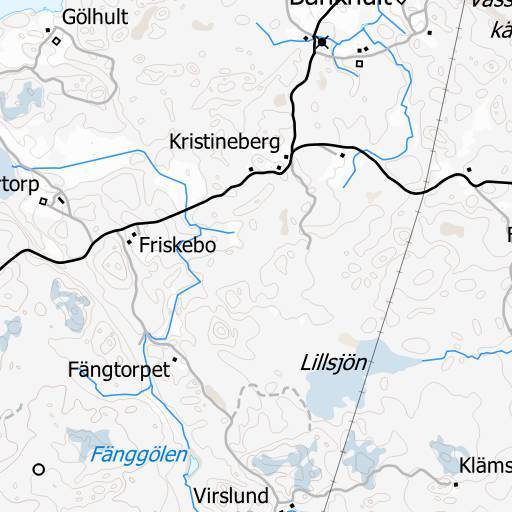 Gölhult
Kristineberg
Friskebo
Lillsjön
Fängtorpet
Fänggölen
Virslund